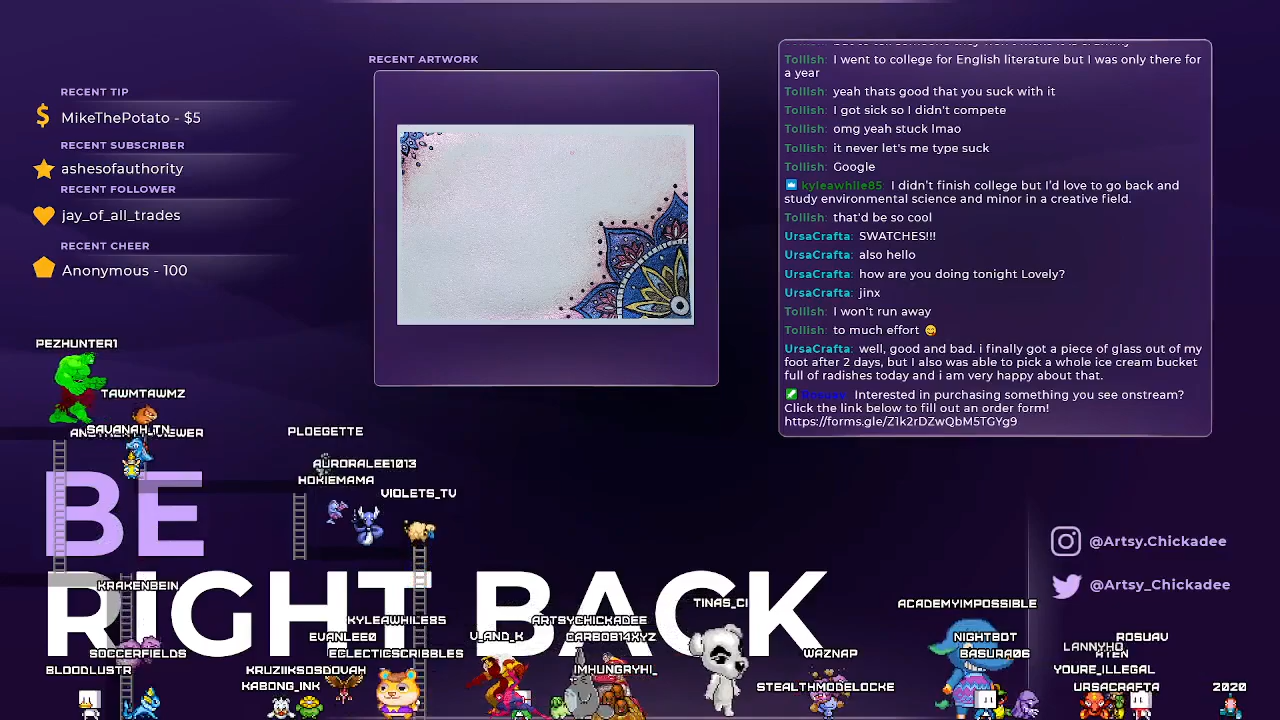 RECENT TIP
MikeThePotato - $5
RECENT SUBSCRIBER
ashesofauthority
RECENT FOLLOWER
jay_of_all_trades
RECENT CHEER
Anonymous - 100
RECENT ARTWORK
Tollish: I went to college for English literature but I was only there for
a year
Tollish: yeah thats good that you suck with it
Tollish: I got sick so I didn't compete
Tollish: omg yeah stuck lmao
Tollish: it never let's me type suck
Tollish: Google
kyleawhile85: I didn't finish college but I'd love to go back and
study environmental science and minor in a creative field.
Tollish: that'd be so cool
UrsaCrafta: SWATCHES!!!
UrsaCrafta: also hello
UrsaCrafta: how are you doing tonight Lovely?
UrsaCrafta: jinx
Tollish: I won't run away
Tollish: to much effort
UrsaCrafta: well, good and bad. i finally got a piece of glass out of my
foot after 2 days, but I also was able to pick a whole ice cream bucket
full of radishes today and i am very happy about that.
Rosuav: Interested in purchasing something you see onstream?
Click the link below to fill out an order form!
https://forms.gle/Z1k2rDZwQbM5TGYg9
PEZHUNTER1
TAWMTAWMZ
SAVANAH_TN
PLOEGETTE
AURORALEE1013
HOKIEMAMA
VIOLETS_TV
BE
RIGHT BACK
@Artsy.Chickadee
@Artsy_Chickadee
KRAKENBEIN
SOCCERFIELDS
BLOODLUSTR
KYLEAWHILE85
EVANLEE0
ECLECTICSCRIBBLES
KRUZIIKSOSDOVAH
KABONG_INK
V_AND_K
ARTSYCHICKADEE
CARBOB14XYZ
IMHUNGRYHI_
TINAS_CI
WAZNAP
STEALTHMODELOCKE
ACADEMYIMPOSSIBLE
NIGHTBOT
BASURA06
ROSUAV
LANNYHO
YOURE_ILLEGAL
URSACRAFTA
2020